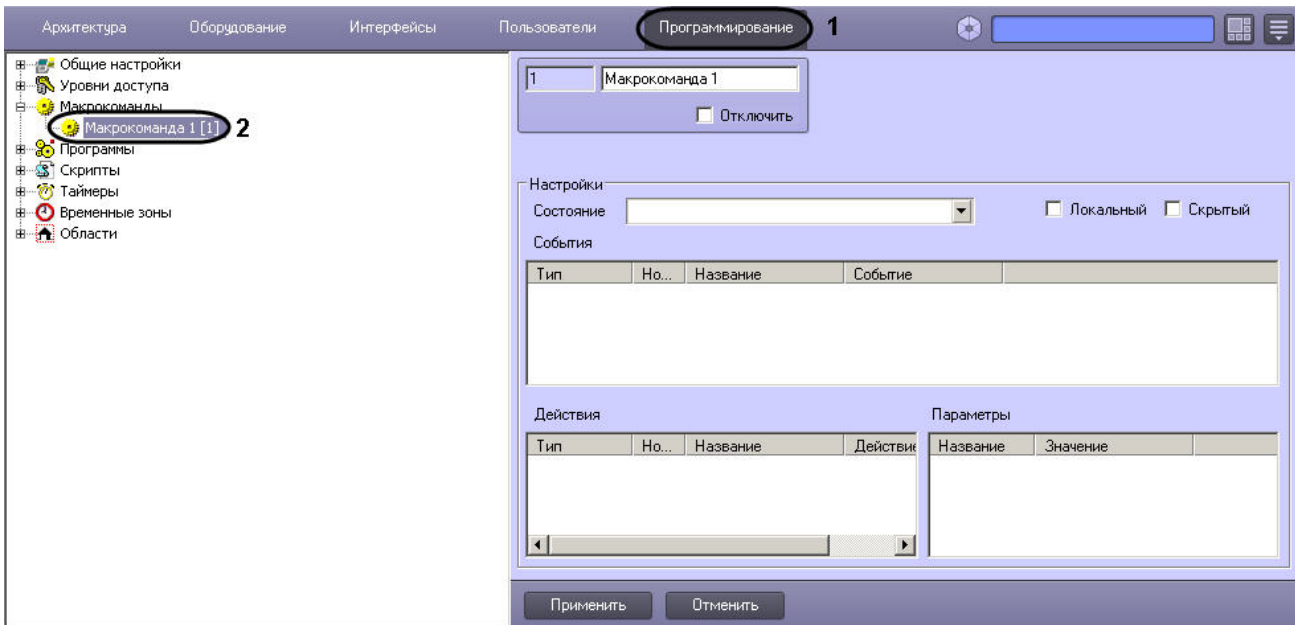 Архитектура Оборудование Интерфейсы Пользователи Программирование 1
Общие настройки
Уровни доступа
Макрокоманды
Макрокоманда 1 [1] 2
Программы
Скрипты
Таймеры
Временные зоны
Области
1 Макрокоманда 1
Отключить
Настройки
Состояние Локальный Скрытый
События
Тип Но... Название Событие
Действия Параметры
Тип Но... Название Действие Название Значение
Применить Отменить